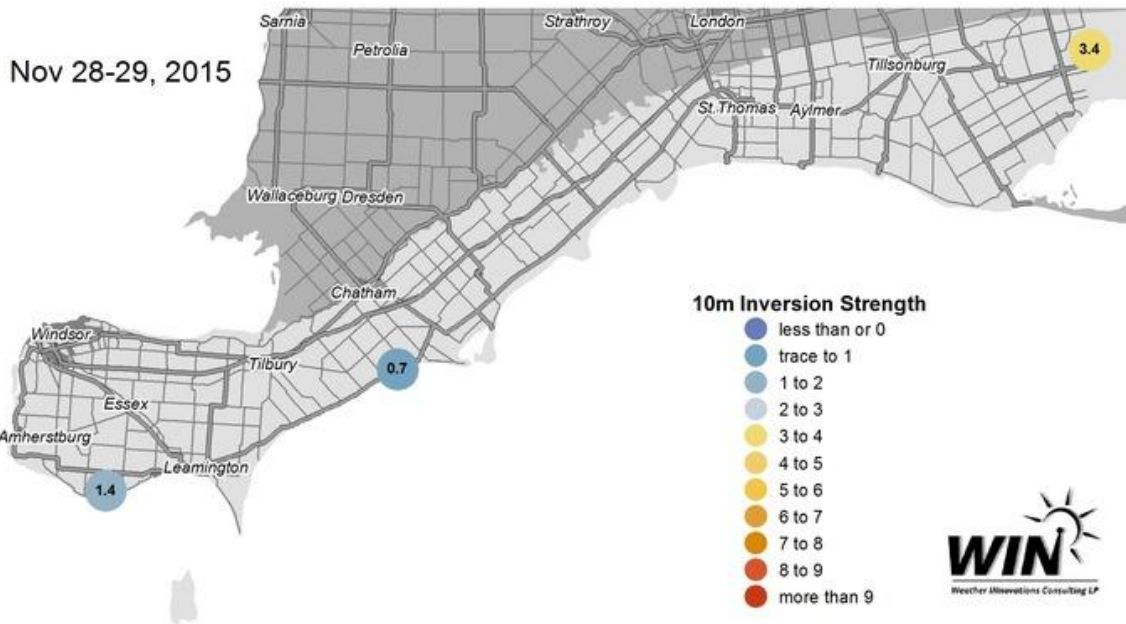 Sarnia
Strathroy
London
Petrolia
3.4
Nov 28-29, 2015
Tillsonburg
St.Thomas
Aylmer
Wallaceburg
Dresden
Chatham
10m Inversion Strength
less than or 0
Windsor
trace to 1
Tilbury
0.7
1 to 2
Essex
2 to 3
Amherstburg
3 to 4
Leamington
4 to 5
1.4
5 to 6
6 to 7
7 to 8
8 to 9
more than 9
WIN
Weather INnovations Consulting LP